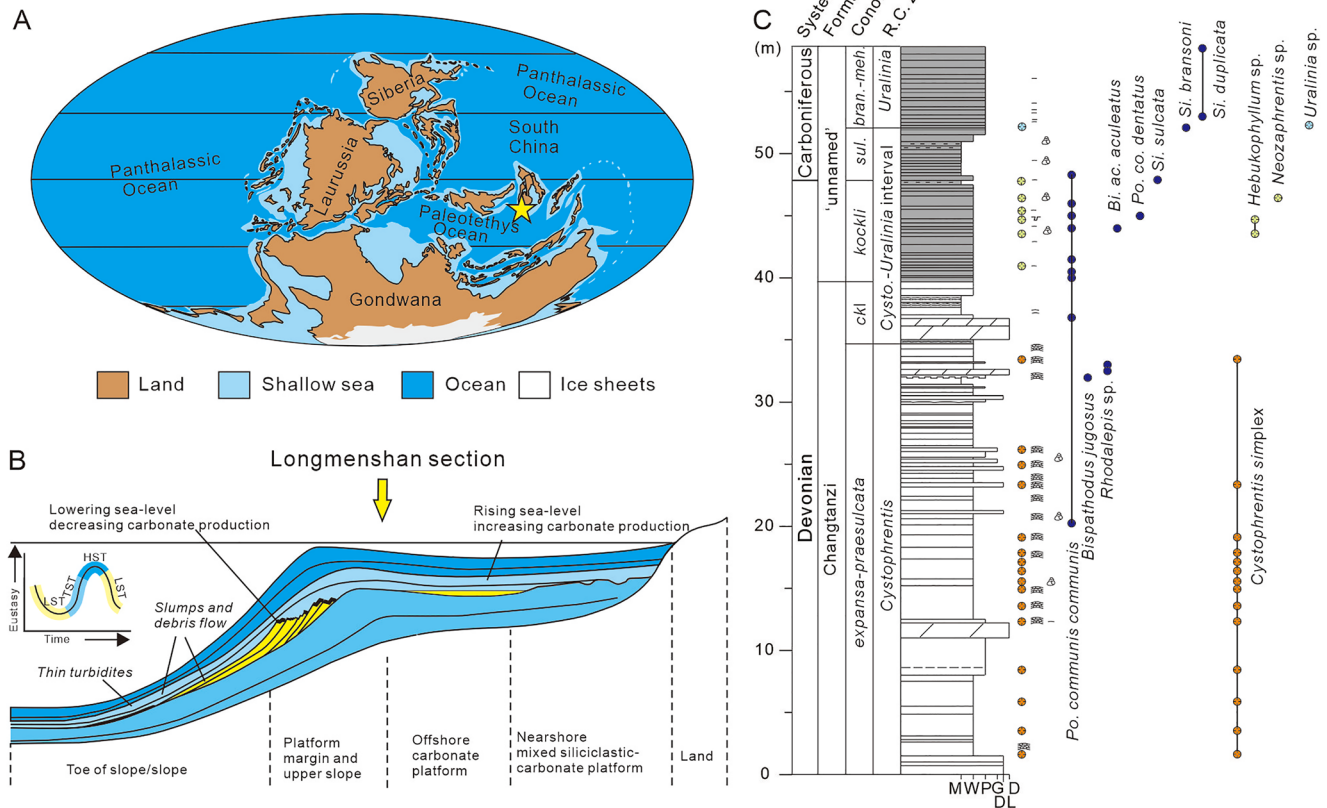 A
Panthalassic
Ocean
Siberia
South
China
Panthalassic
Ocean
Laurussia
Paleotethys
Ocean
Gondwana
Land
Shallow sea
Ocean
Ice sheets
B
Longmenshan section
Lowering sea-level
decreasing carbonate production
Rising sea-level
increasing carbonate production
Eustasy
HST
LST
TST
LST
Time
Slumps and
debris flow
Thin turbidites
Toe of slope/slope
Platform
margin and
upper slope
Offshore
carbonate
platform
Nearshore
mixed siliciclastic-
carbonate platform
Land
C
(m)
50
40
30
20
10
0
Carboniferous
Devonian
'unnamed'
Changtanzi
bran.-meh.
sul.
kockli
ckl
expansa-praesulcata
Uralinia
Cysto.-Uralinia interval
Cystophrentis
M W P G D
D L
Po. communis communis
Bispathodus jugosus
Rhodalepis sp.
Bi. ac. aculeatus
Po. co. dentatus
Si. sulcata
Si. bransoni
Si. duplicata
Cystophrentis simplex
Hebukophyllum sp.
Neozaphrentis sp.
Uralinia sp.